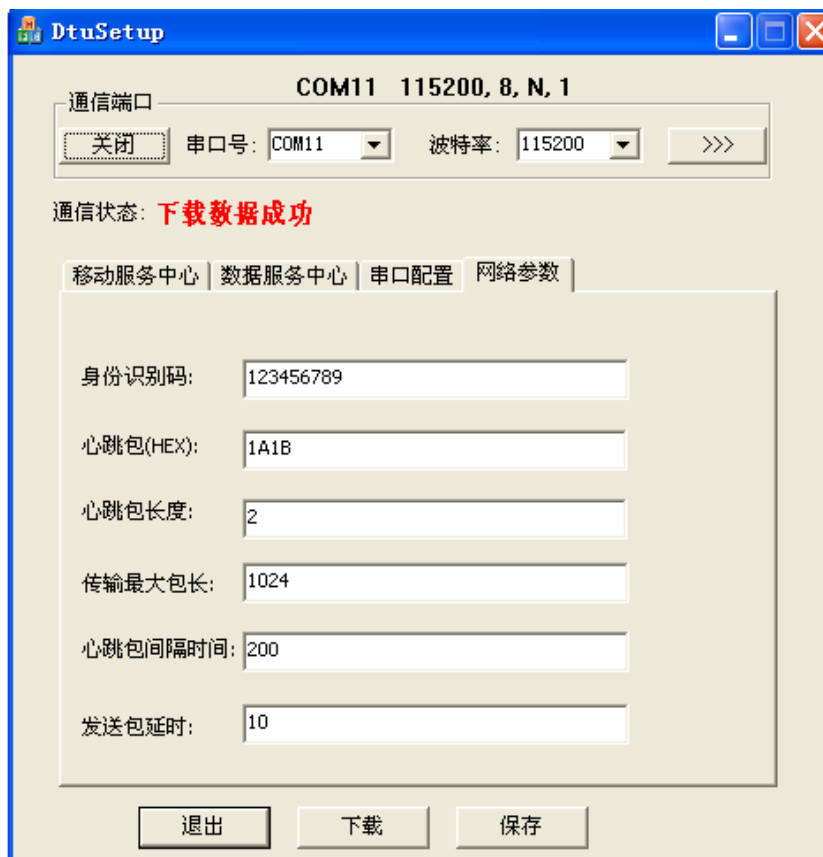 DtuSetup
COM11 115200, 8, N, 1
通信端口
关闭 串口号: COM11 波特率: 115200 >>>
通信状态: 下载数据成功
移动服务中心 数据服务中心 串口配置 网络参数
身份识别码: 123456789
心跳包(HEX): 1A1B
心跳包长度: 2
传输最大包长: 1024
心跳包间隔时间: 200
发送包延时: 10
退出 下载 保存